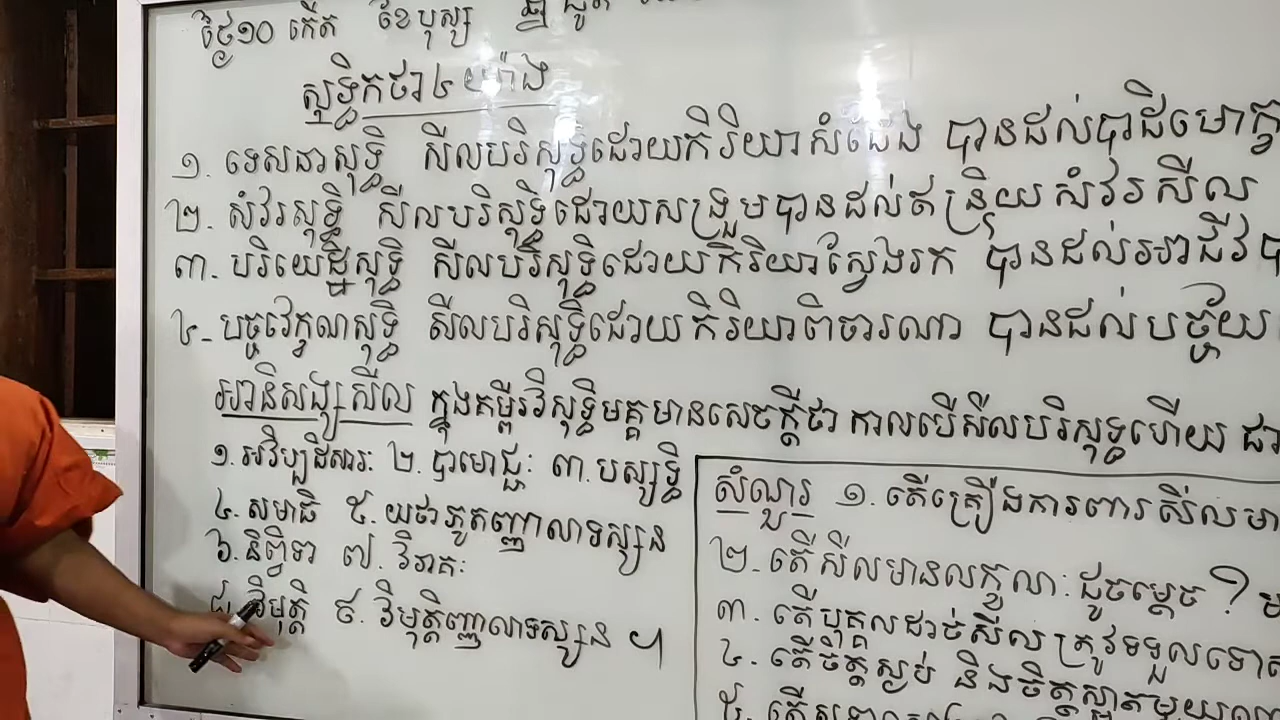 ថ្ងៃ១០ កើត ខែបុស្ស ឆ្នាំ
សុទ្ធិកថា៤យ៉ាង
១. ទេសនាសុទ្ធិ សីលបរិសុទ្ធិដោយកិរិយាសំដែង បានដល់បាដិមោក្ខ
២. សំវរសុទ្ធិ សីលបរិសុទ្ធិដោយសង្រួមបានដល់ឥន្ទ្រិយសំវរសីល
៣. បរិយេដ្ឋិសុទ្ធិ សីលបរិសុទ្ធិដោយកិរិយាស្វែងរក បានដល់អាជីវប
៤- បច្ចវេក្ខណសុទ្ធិ សីលបរិសុទ្ធិដោយកិរិយាពិចារណា បានដល់បច្ច័យ
អានិសង្សសីល ក្នុងគម្ពីរវិសុទ្ធិមគ្គមានសេចក្ដីថា កាលបើសីលបរិសុទ្ធហើយ
១. អវិប្បដិសារៈ ២. បាមោជ្ជៈ ៣. បស្សទ្ធិ
៤. សមាធិ ៥. យថាភូតញ្ញាណទស្សន
៦. និព្វិទា ៧. វិរាគៈ
៨. វិមុត្តិ ៩. វិមុត្តិញ្ញាណទស្សន ។
សំណួរ ១. តើគ្រឿងការពារសីលមា
២. តើសីលមានលក្ខណៈដូចម្ដេច ?
៣. តើបុគ្គលដាច់សីលត្រូវទទួលទោ
៤. តើចិត្តស្ងប់ និងចិត្តស្អាតមួយណា
៥. តើ